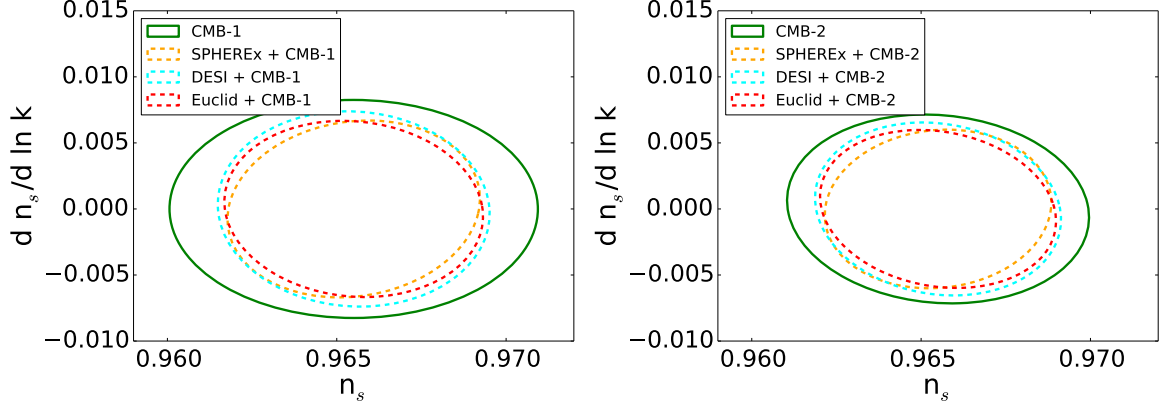 0.015
0.010
0.005
0.000
−0.005
−0.010
d n_s/d ln k
CMB-1
SPHEREx + CMB-1
DESI + CMB-1
Euclid + CMB-1
0.960
0.965
0.970
n_s
0.015
0.010
0.005
0.000
−0.005
−0.010
d n_s/d ln k
CMB-2
SPHEREx + CMB-2
DESI + CMB-2
Euclid + CMB-2
0.960
0.965
0.970
n_s